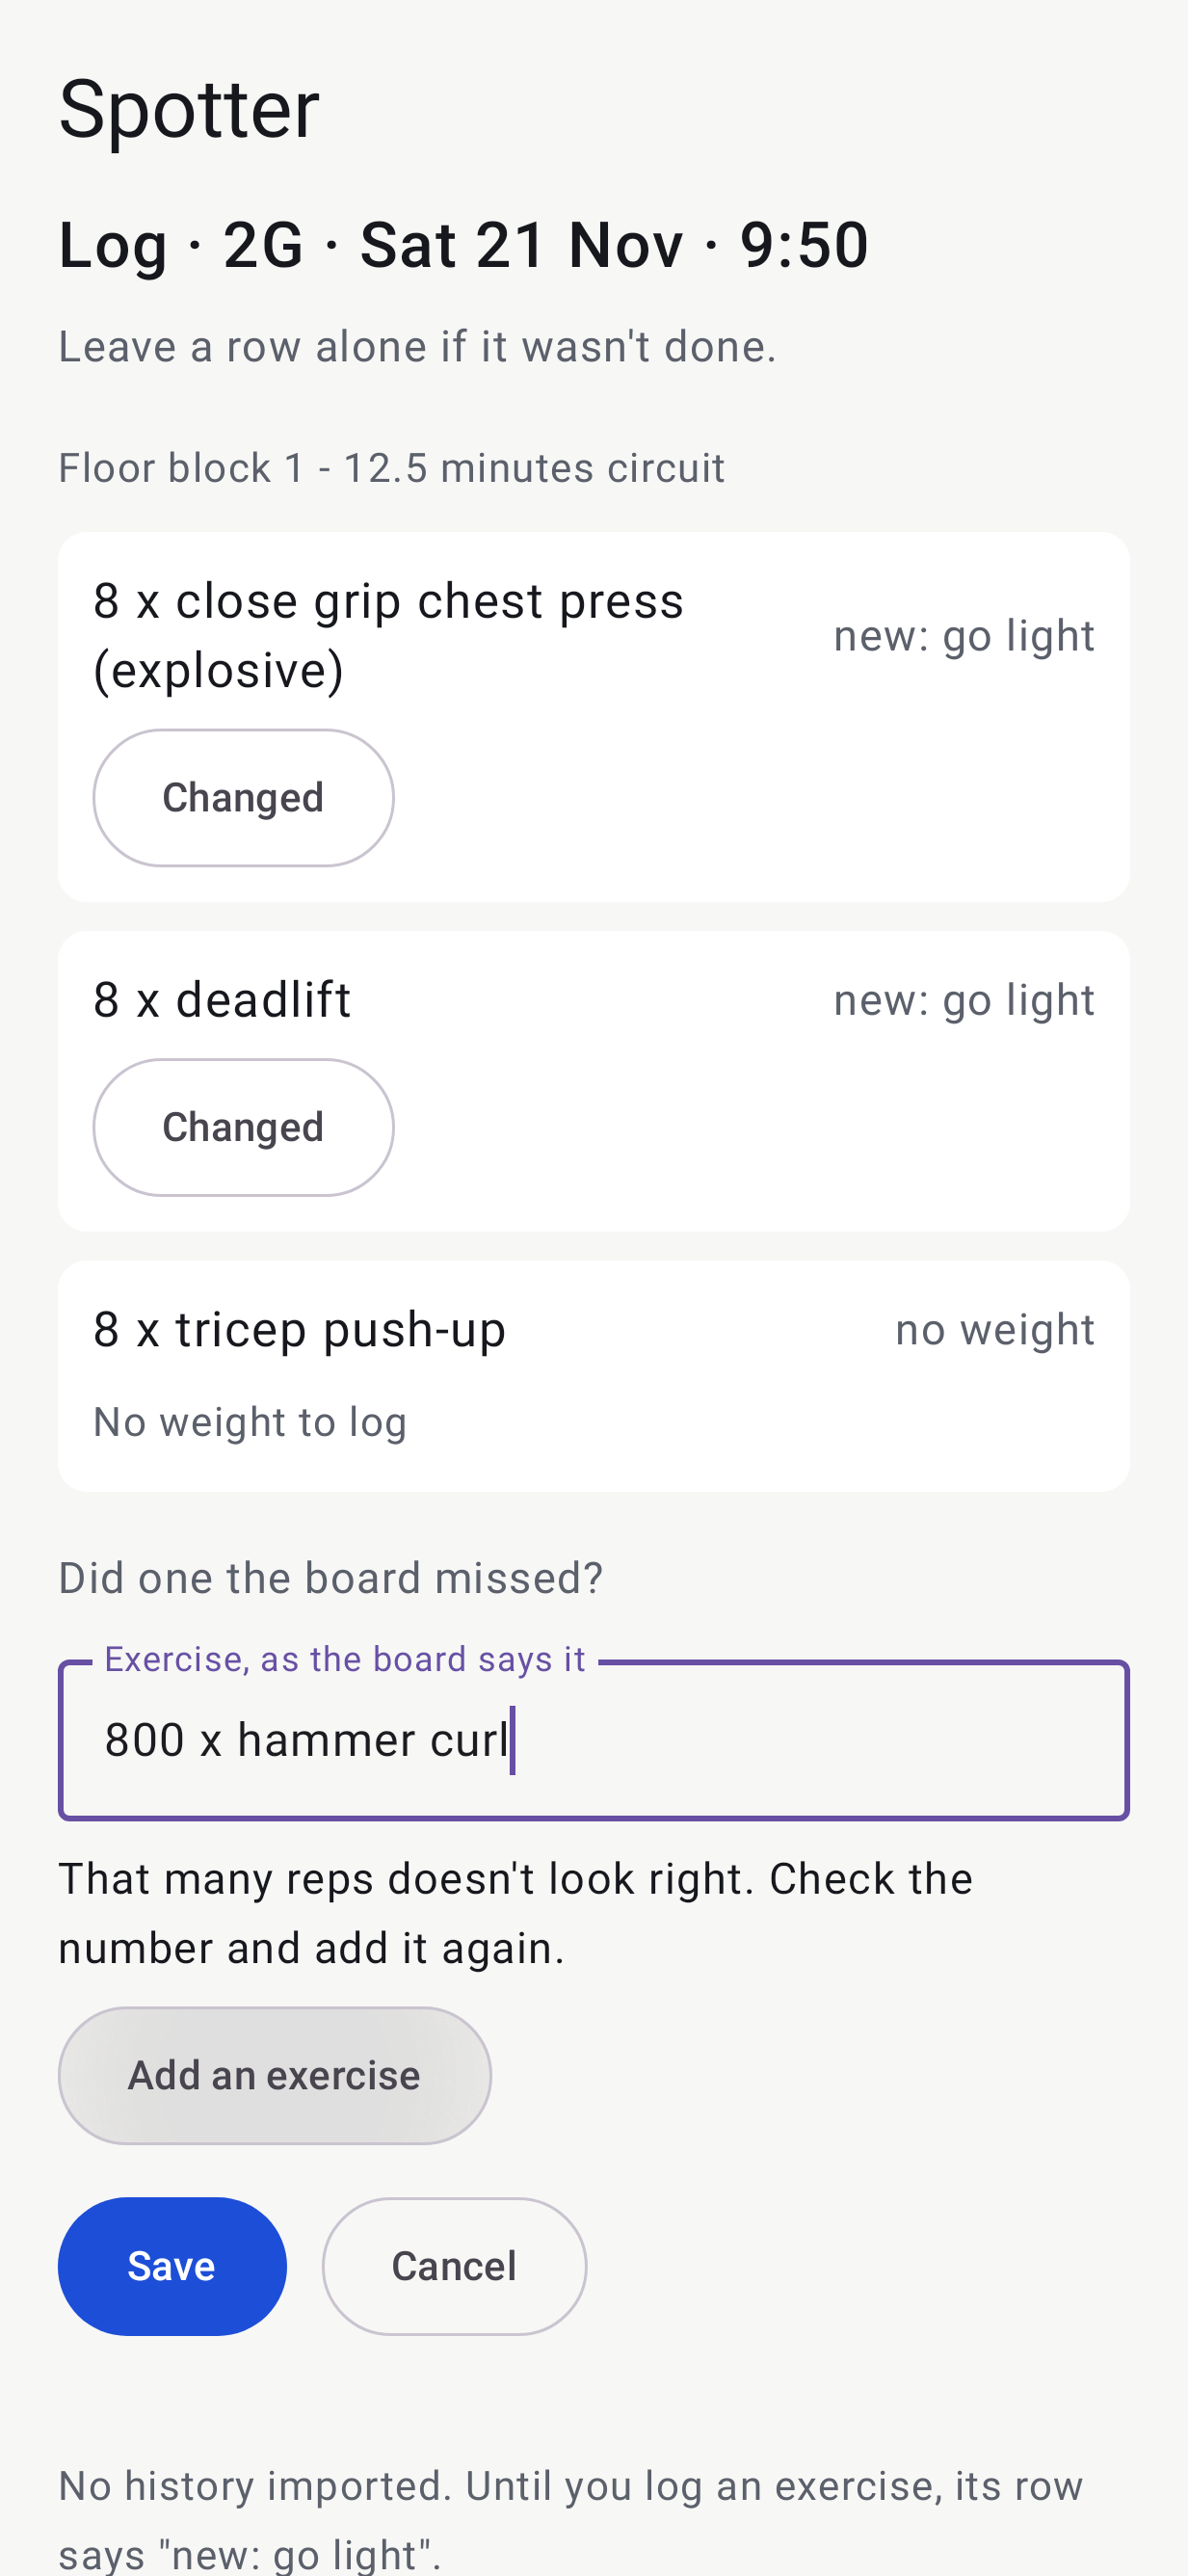 Spotter
Log · 2G · Sat 21 Nov · 9:50
Leave a row alone if it wasn't done.
Floor block 1 - 12.5 minutes circuit
8 x close grip chest press
(explosive)
new: go light
Changed
8 x deadlift
new: go light
Changed
8 x tricep push-up
no weight
No weight to log
Did one the board missed?
Exercise, as the board says it
800 x hammer curl
That many reps doesn't look right. Check the
number and add it again.
Add an exercise
Save
Cancel
No history imported. Until you log an exercise, its row
says "new: go light".